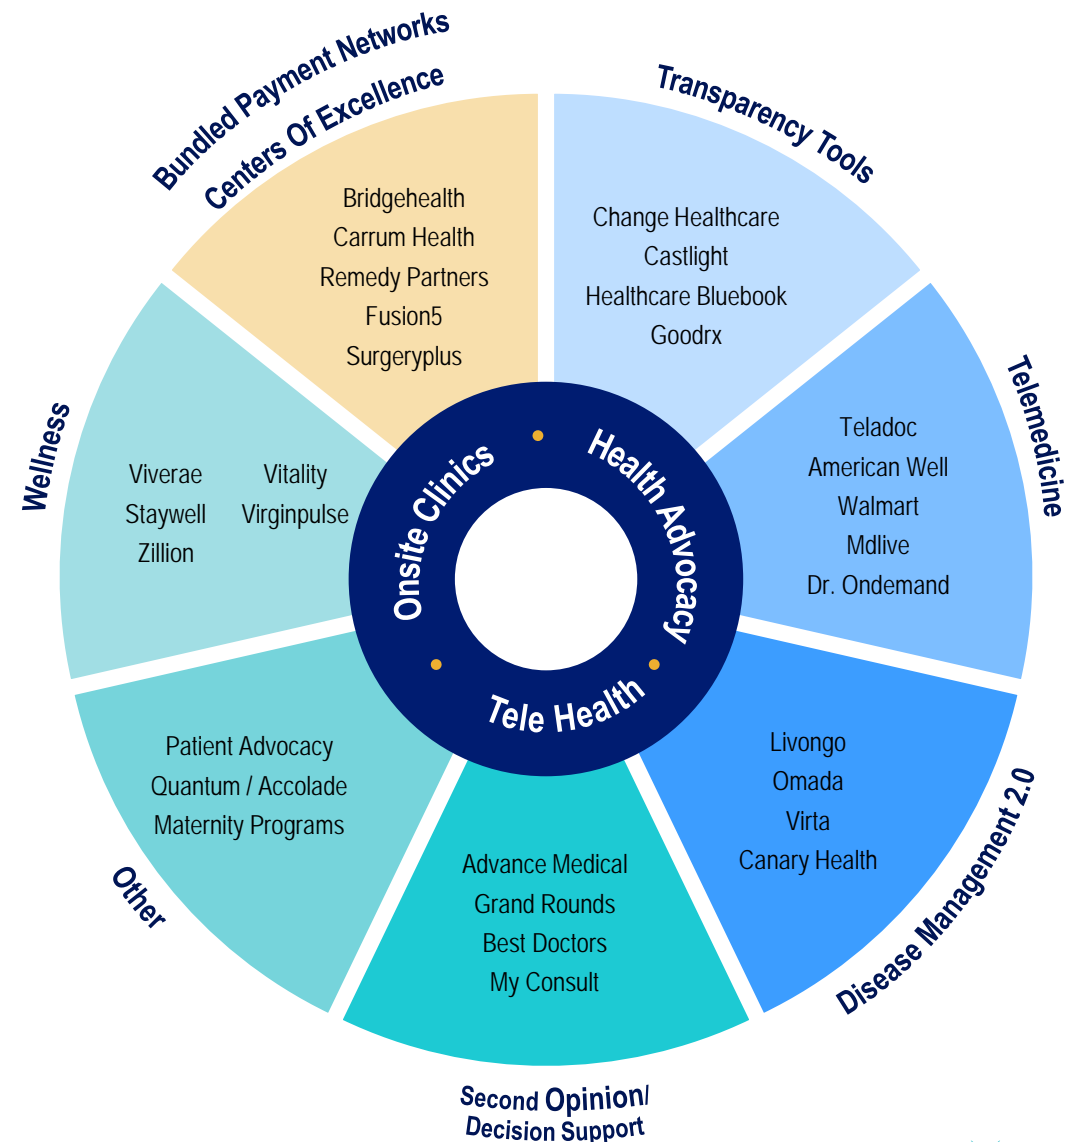 Bundled Payment Networks
Centers Of Excellence
Bridgehealth
Carrum Health
Remedy Partners
Fusion5
Surgeryplus
Transparency Tools
Change Healthcare
Castlight
Healthcare Bluebook
Goodrx
Telemedicine
Teladoc
American Well
Walmart
Mdlive
Dr. Ondemand
Disease Management 2.0
Livongo
Omada
Virta
Canary Health
Second Opinion/
Decision Support
Advance Medical
Grand Rounds
Best Doctors
My Consult
Other
Patient Advocacy
Quantum / Accolade
Maternity Programs
Wellness
Viverae
Staywell
Zillion
Vitality
Virginpulse
Onsite Clinics
Health Advocacy
Tele Health